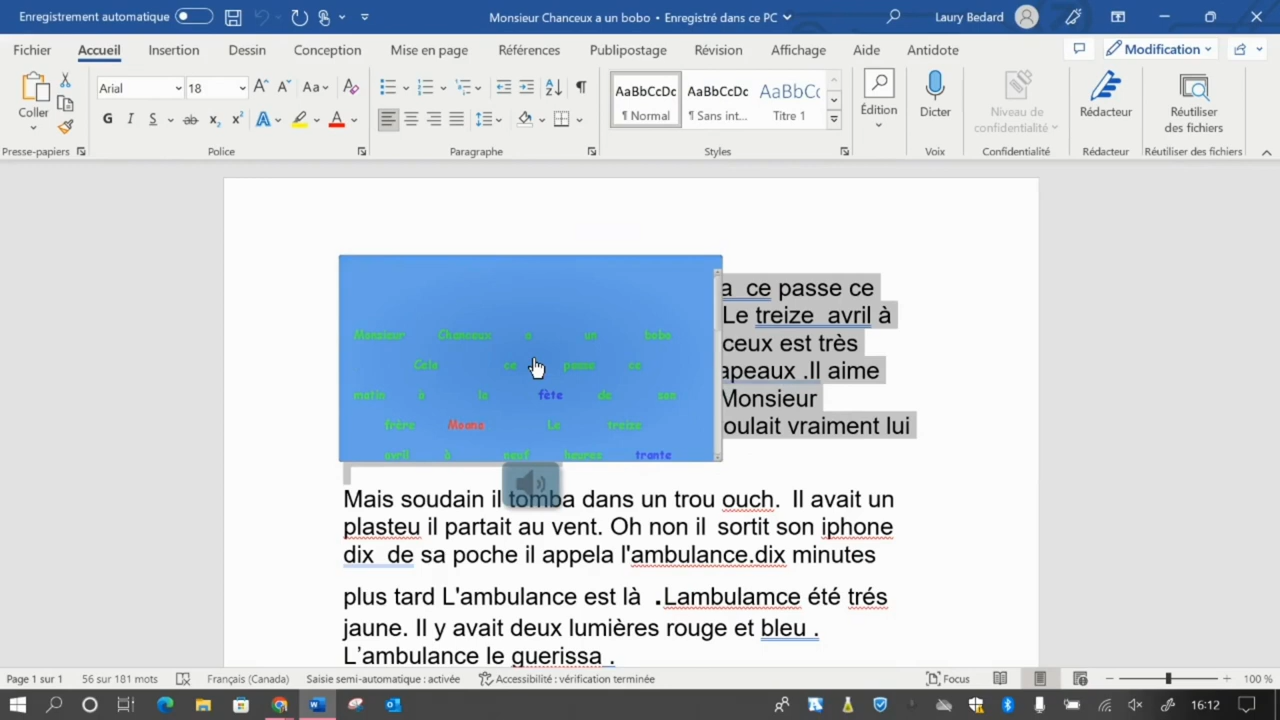 Enregistrement automatique Monsieur Chanceux a un bobo • Enregistré dans ce PC Laury Bedard
Fichier Accueil Insertion Dessin Conception Mise en page Références Publipostage Révision Affichage Aide Antidote Modification
Coller
Arial 18
Aa
G I S ab x₂ x² A A
AaBbCcDc AaBbCcDc AaBbCc
¶ Normal ¶ Sans int... Titre 1
Édition
Dicter
Niveau de confidentialité
Rédacteur
Réutiliser des fichiers
Presse-papiers Police Paragraphe Styles Voix Confidentialité Rédacteur Réutiliser des fichiers
Monsieur Chanceux a un bobo
Cela ce passe ce
matin à la fête de son
frère Moane Le treize
avril à neuf heures trante
a ce passe ce
Le treize avril à
ceux est très
apeaux .Il aime
Monsieur
oulait vraiment lui
Mais soudain il tomba dans un trou ouch. Il avait un
plasteu il partait au vent. Oh non il sortit son iphone
dix de sa poche il appela l'ambulance.dix minutes
plus tard L'ambulance est là .Lambulamce été trés
jaune. Il y avait deux lumières rouge et bleu .
L'ambulance le guerissa .
Page 1 sur 1 56 sur 181 mots Français (Canada) Saisie semi-automatique : activée Accessibilité : vérification terminée Focus 100 %
16:12